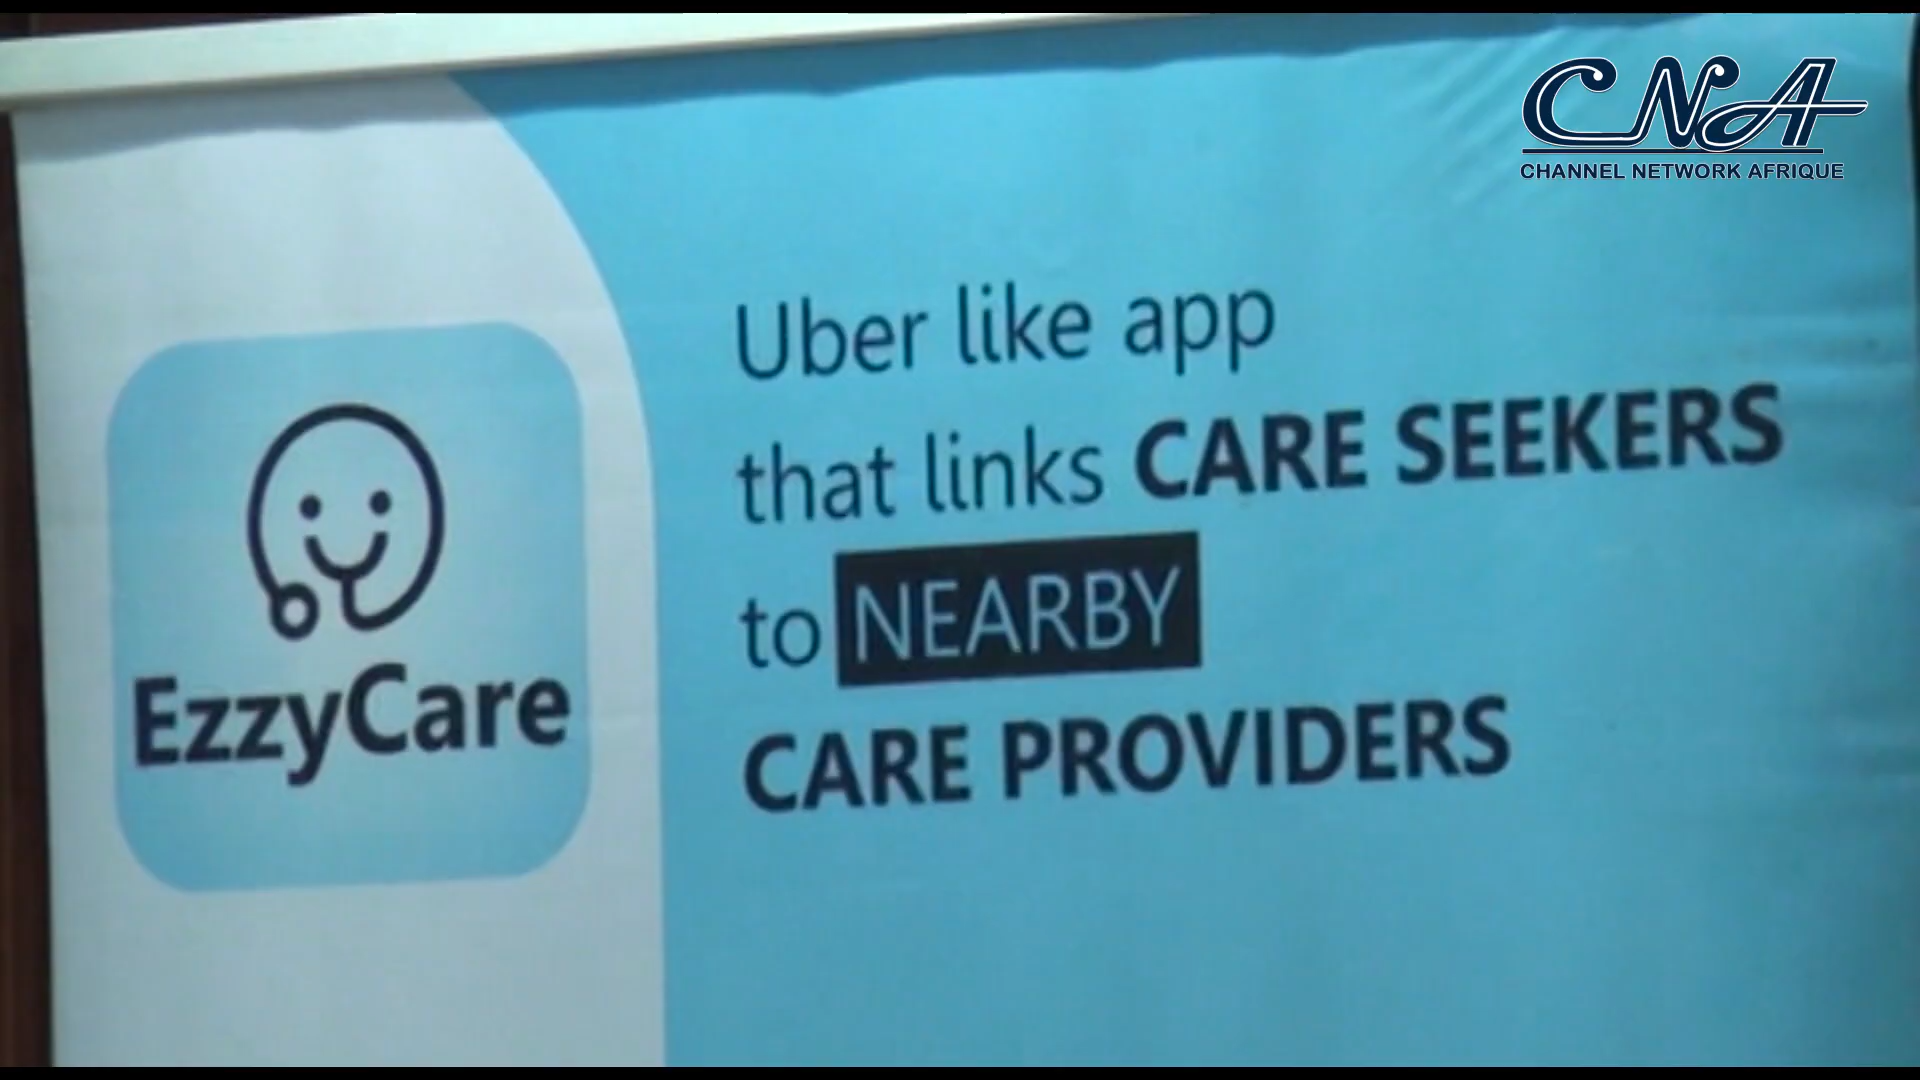 CNA
CHANNEL NETWORK AFRIQUE
EzzyCare
Uber like app
that links CARE SEEKERS
to NEARBY
CARE PROVIDERS